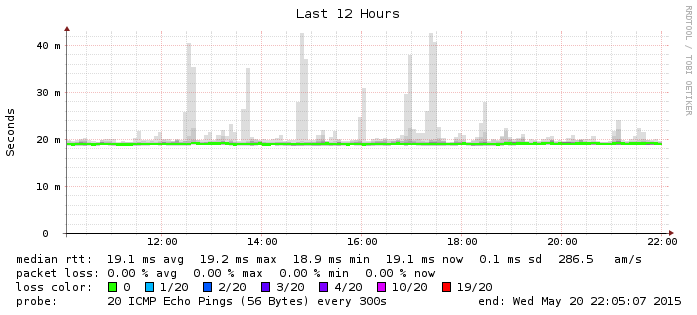 Last 12 Hours
RRDTOOL / TOBI OETIKER
Seconds
40 m
30 m
20 m
10 m
0
12:00 14:00 16:00 18:00 20:00 22:00
median rtt: 19.1 ms avg 19.2 ms max 18.9 ms min 19.1 ms now 0.1 ms sd 286.5 am/s
packet loss: 0.00 % avg 0.00 % max 0.00 % min 0.00 % now
loss color: 0 1/20 2/20 3/20 4/20 10/20 19/20
probe: 20 ICMP Echo Pings (56 Bytes) every 300s end: Wed May 20 22:05:07 2015